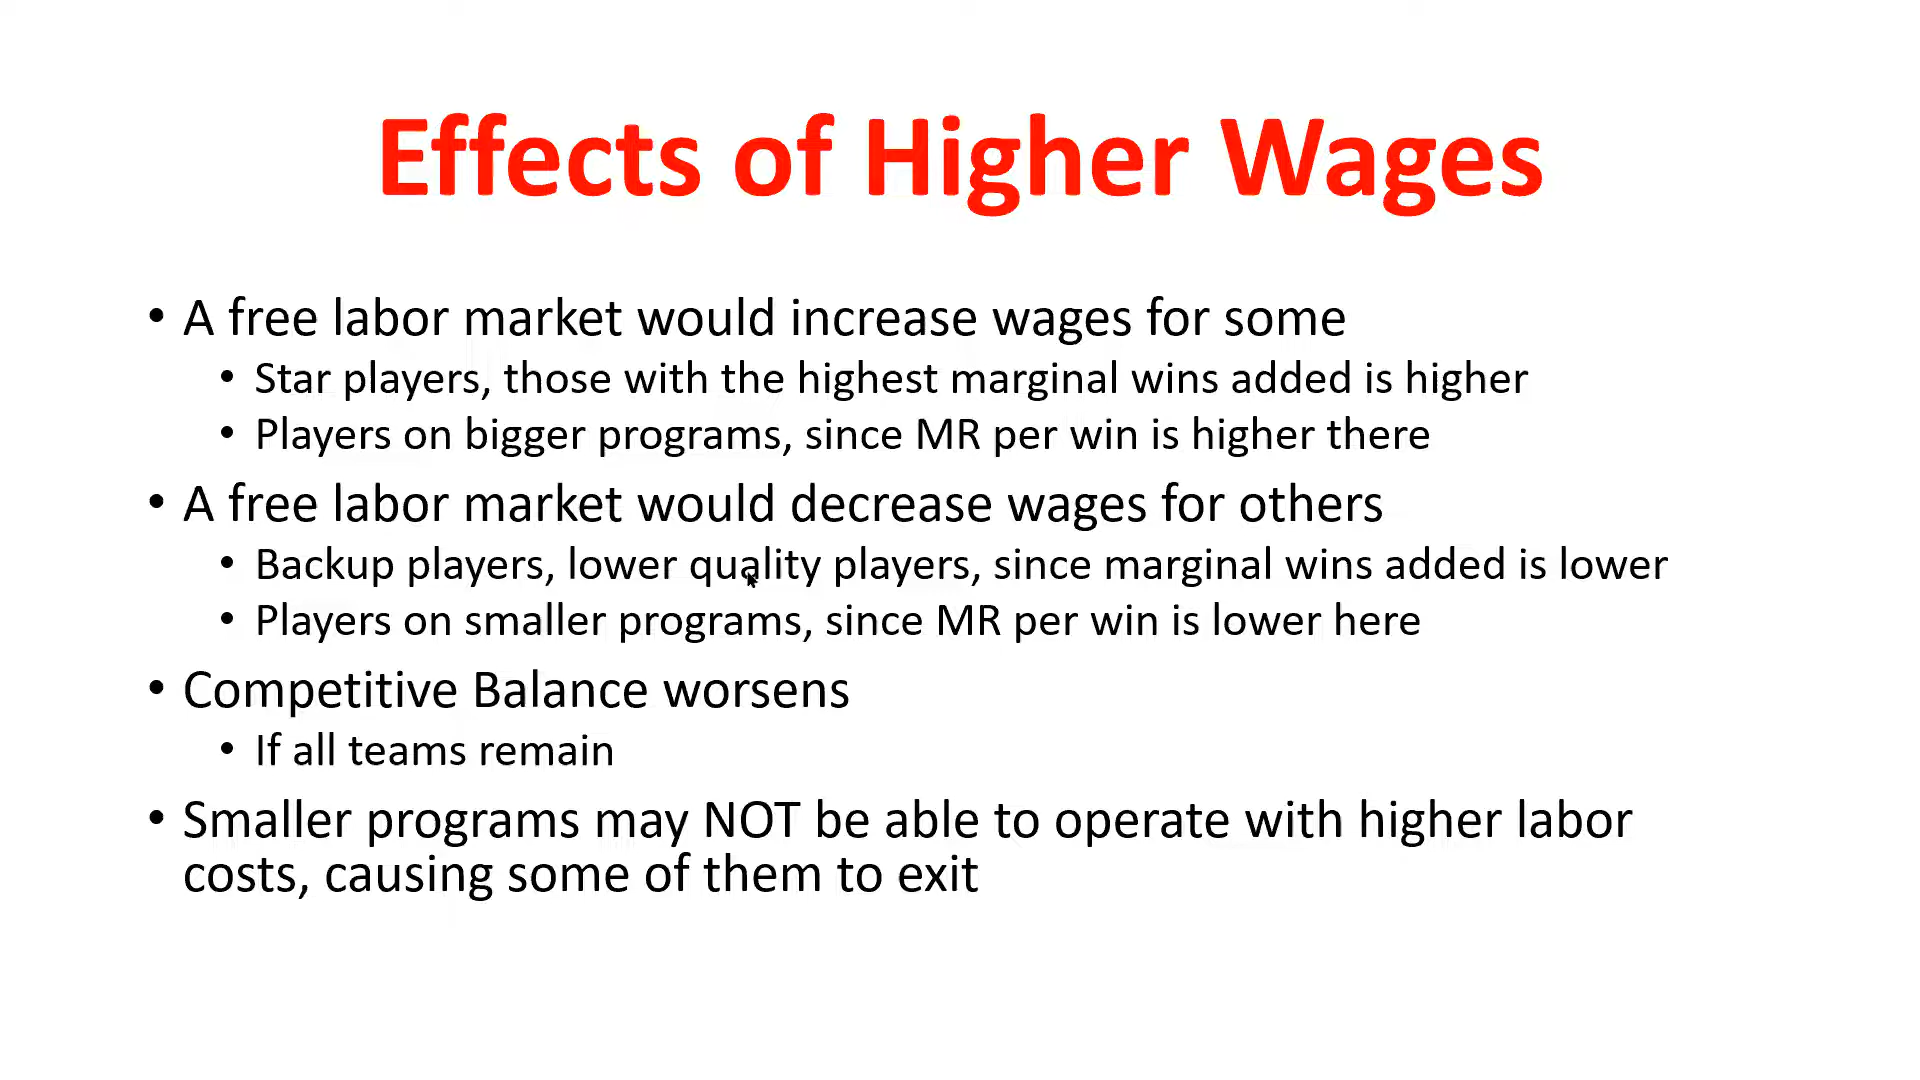 Effects of Higher Wages
• A free labor market would increase wages for some
• Star players, those with the highest marginal wins added is higher
• Players on bigger programs, since MR per win is higher there
• A free labor market would decrease wages for others
• Backup players, lower quality players, since marginal wins added is lower
• Players on smaller programs, since MR per win is lower here
• Competitive Balance worsens
• If all teams remain
• Smaller programs may NOT be able to operate with higher labor
costs, causing some of them to exit